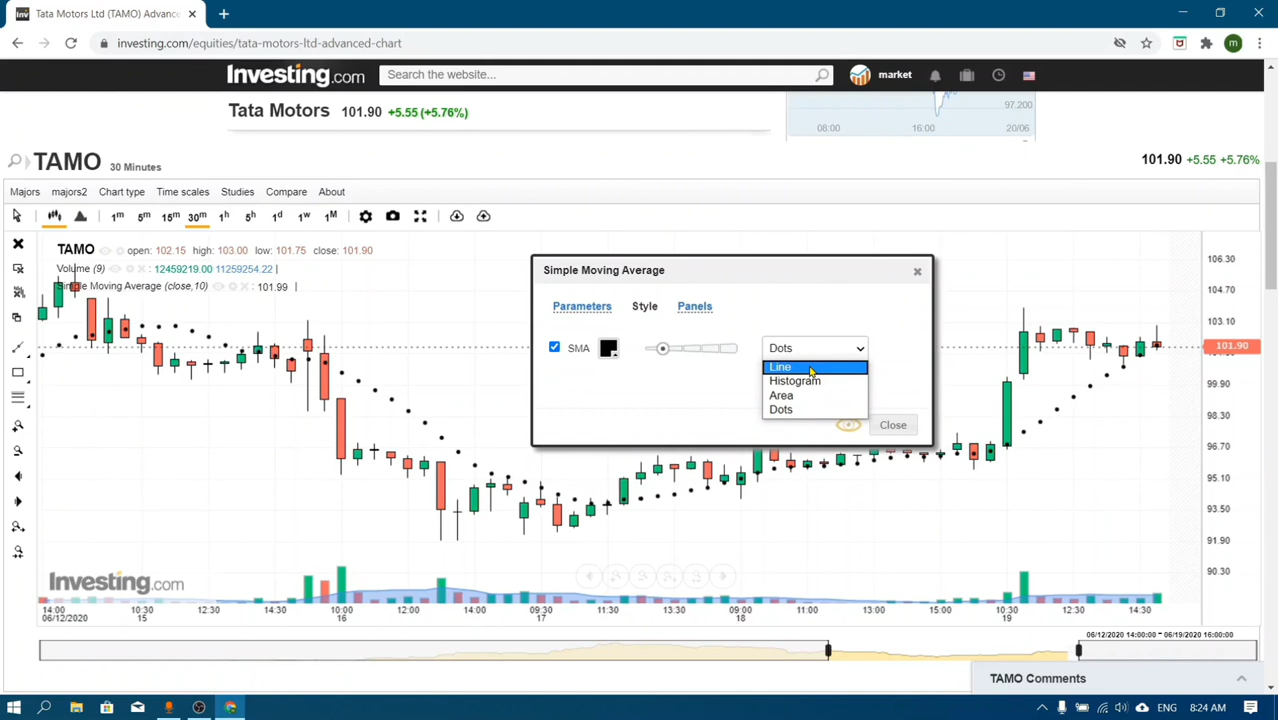 Tata Motors Ltd (TAMO) Advance
investing.com/equities/tata-motors-ltd-advanced-chart
m
Investing.com
Search the website...
market
Tata Motors 101.90 +5.55 (+5.76%)
97.200
08:00 16:00 20/06
TAMO 30 Minutes
101.90 +5.55 +5.76%
Majors majors2 Chart type Time scales Studies Compare About
1m 5m 15m 30m 1h 5h 1d 1w 1M
TAMO open: 102.15 high: 103.00 low: 101.75 close: 101.90
Volume (9) 12459219.00 11259254.22
Simple Moving Average (close,10) : 101.99
Simple Moving Average
Parameters Style Panels
SMA Dots
Line
Histogram
Area
Dots
Close
106.30
104.70
103.10
101.90
99.90
98.30
96.70
95.10
93.50
91.90
90.30
Investing.com
14:00 10:30 12:30 14:30 10:00 12:00 14:00 09:30 11:30 13:30 09:00 11:00 13:00 15:00 10:30 12:30 14:30
06/12/2020 15 16 17 18 19
06/12/2020 14:00:00 ~ 06/19/2020 16:00:00
TAMO Comments
ENG 8:24 AM